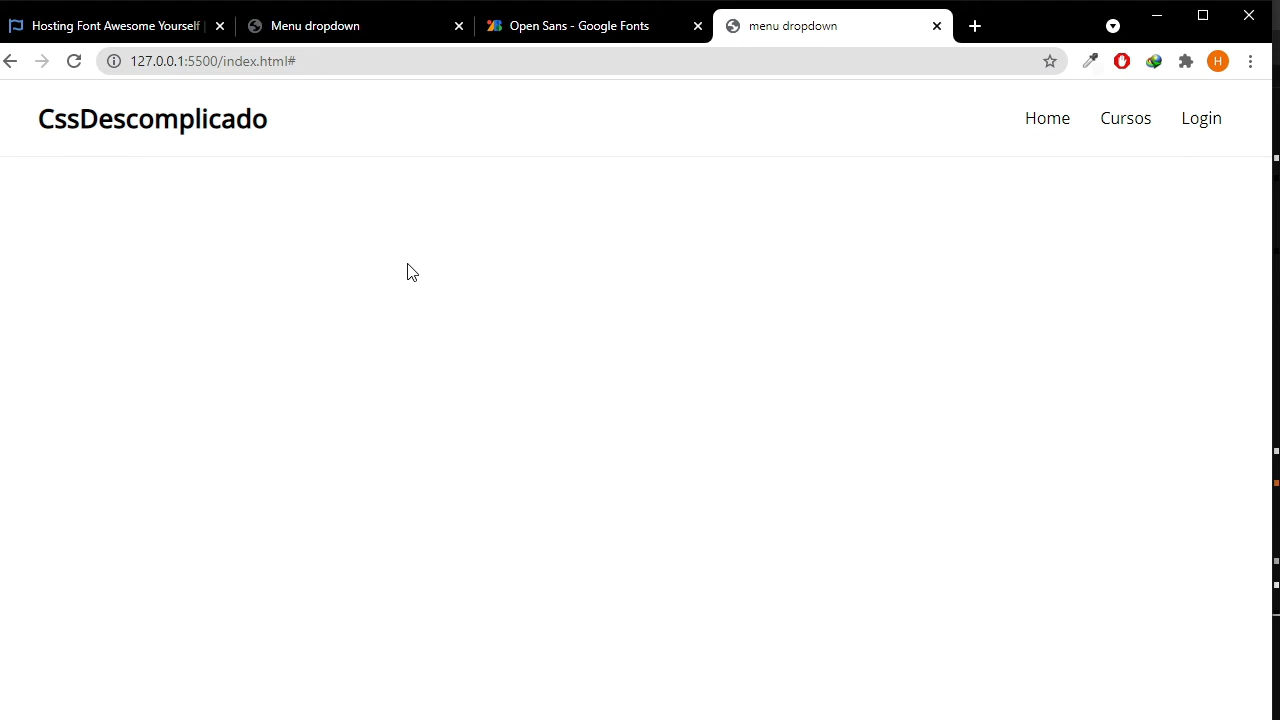 Hosting Font Awesome Yourself
Menu dropdown
Open Sans - Google Fonts
menu dropdown
127.0.0.1:5500/index.html#
H
CssDescomplicado
Home
Cursos
Login